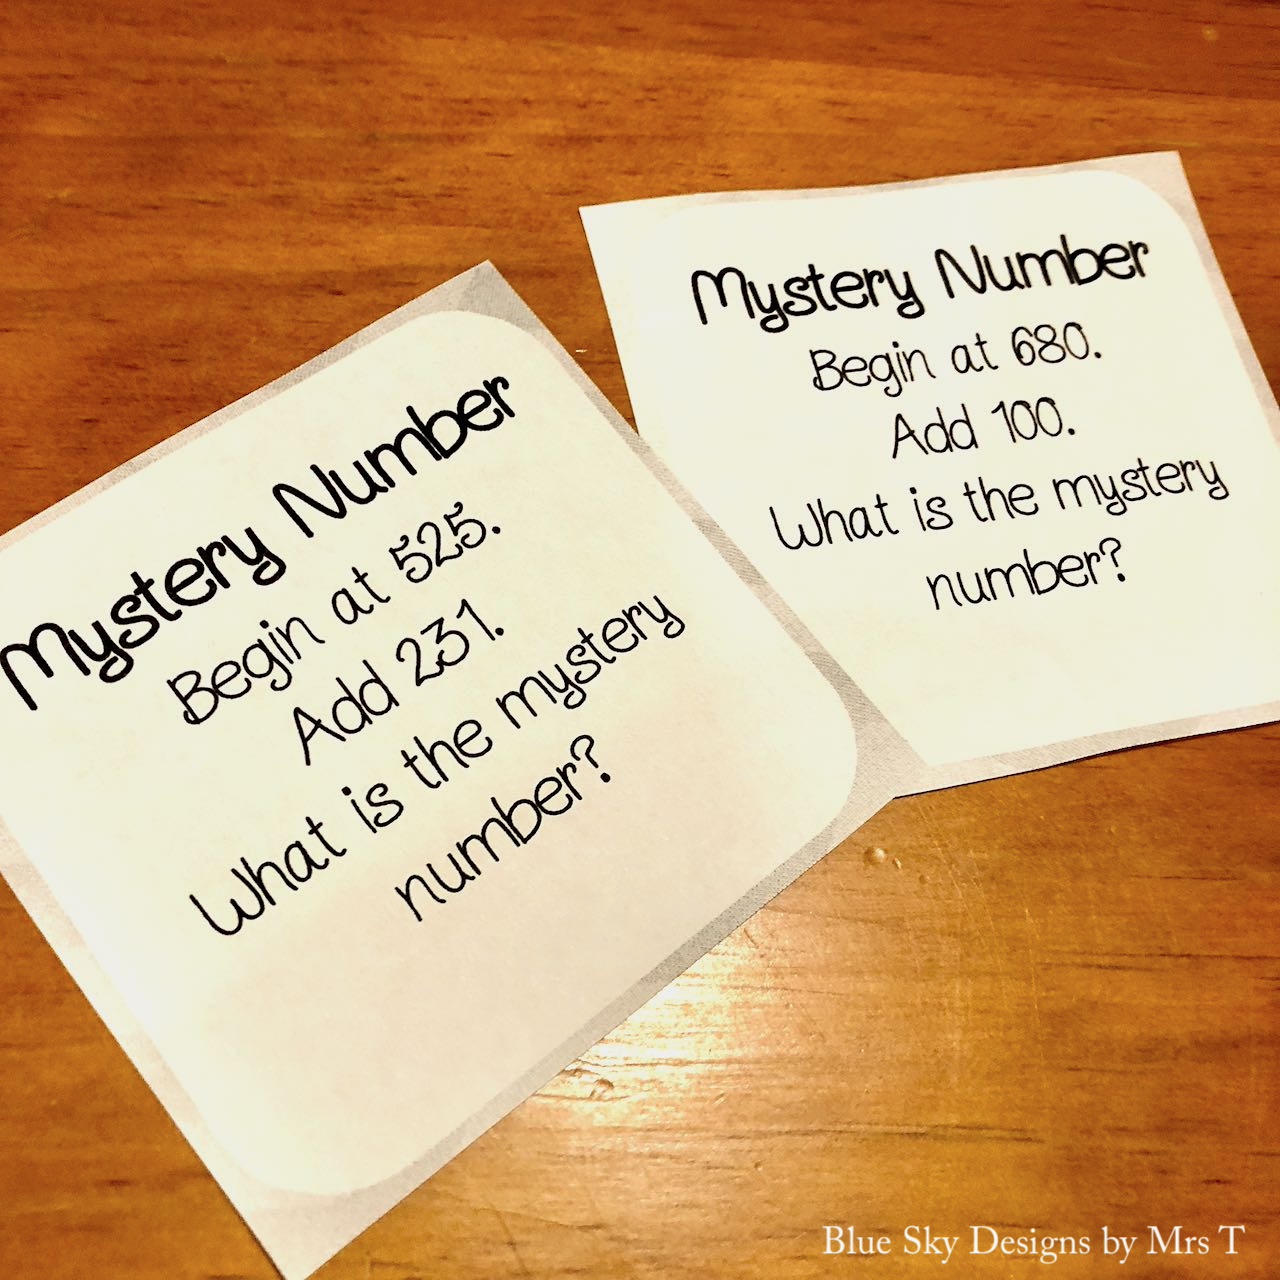 Mystery Number
Begin at 525.
Add 231.
What is the mystery
number?
Mystery Number
Begin at 680.
Add 100.
What is the mystery
number?
Blue Sky Designs by Mrs T